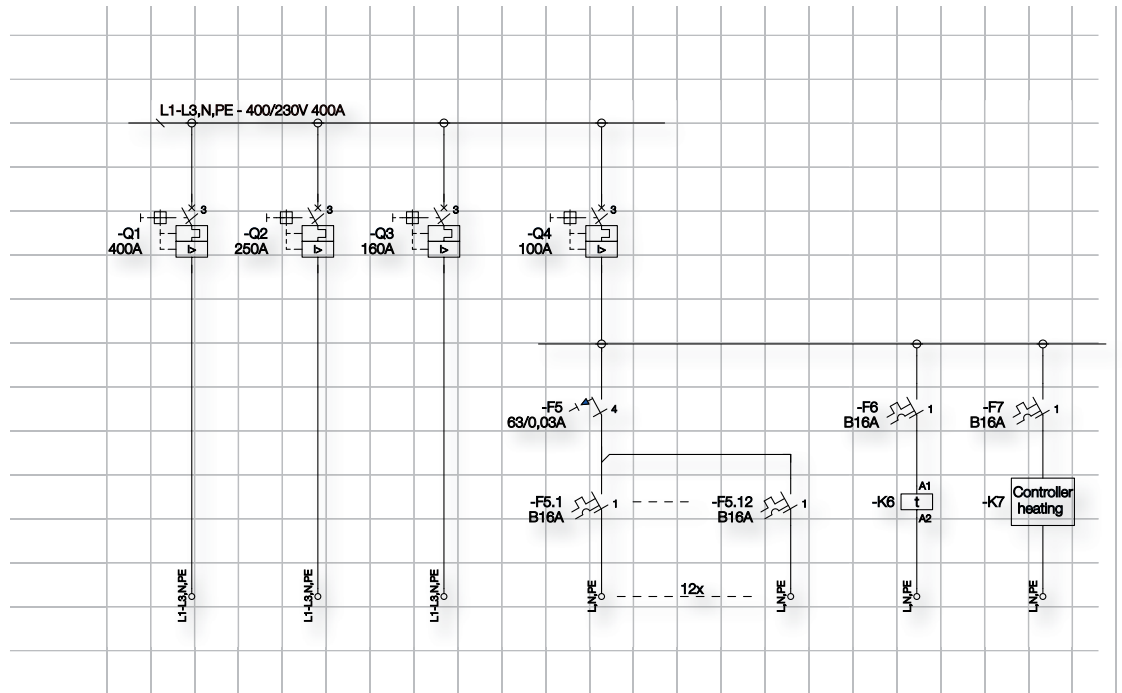 L1-L3,N,PE - 400/230V 400A
3
3
3
3
-Q1
400A
-Q2
250A
-Q3
160A
-Q4
100A
-F5
63/0,03A
4
-F6
B16A
1
-F7
B16A
1
-F5.1
B16A
1
-F5.12
B16A
1
-K6
A1
t
A2
-K7
Controller
heating
L1-L3,N,PE
L1-L3,N,PE
L1-L3,N,PE
L,N,PE
12x
L,N,PE
L,N,PE
L,N,PE